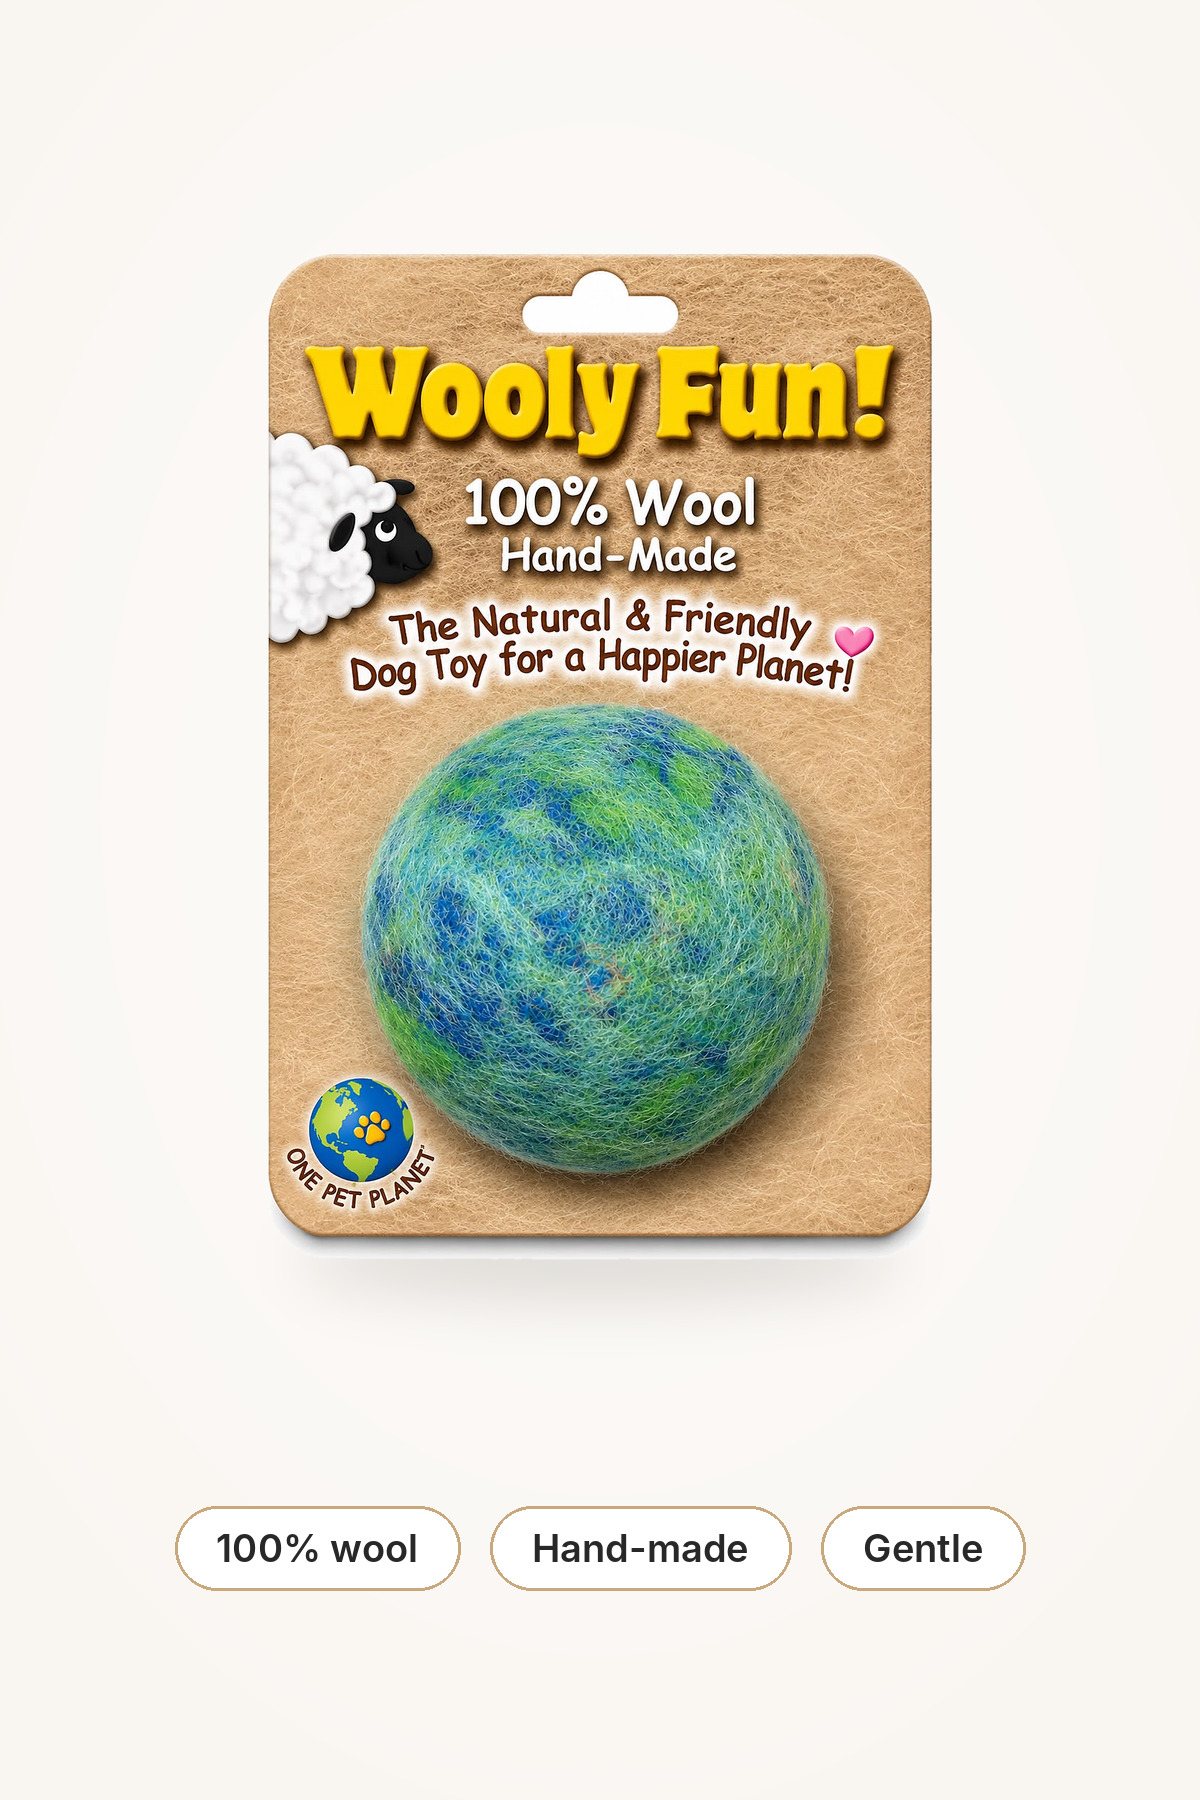 Wooly Fun!
100% Wool
Hand-Made
The Natural & Friendly
Dog Toy for a Happier Planet!
ONE PET PLANET
100% wool
Hand-made
Gentle